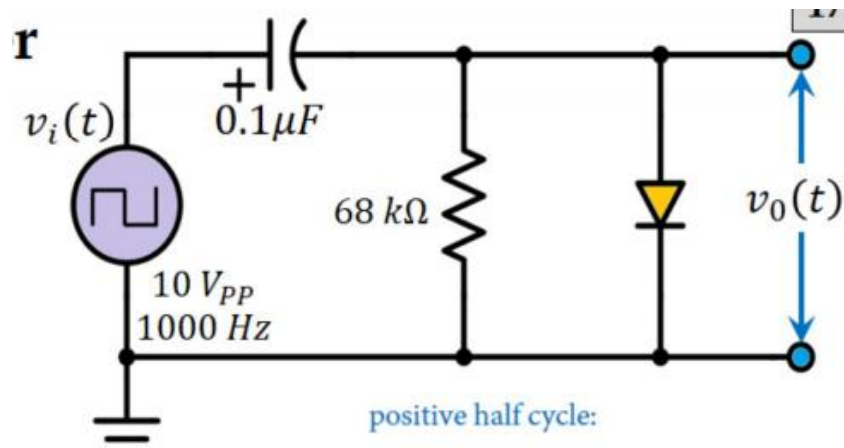 r
+
0.1μF
v_i(t)
68 kΩ
v_0(t)
10 V_PP
1000 Hz
positive half cycle: